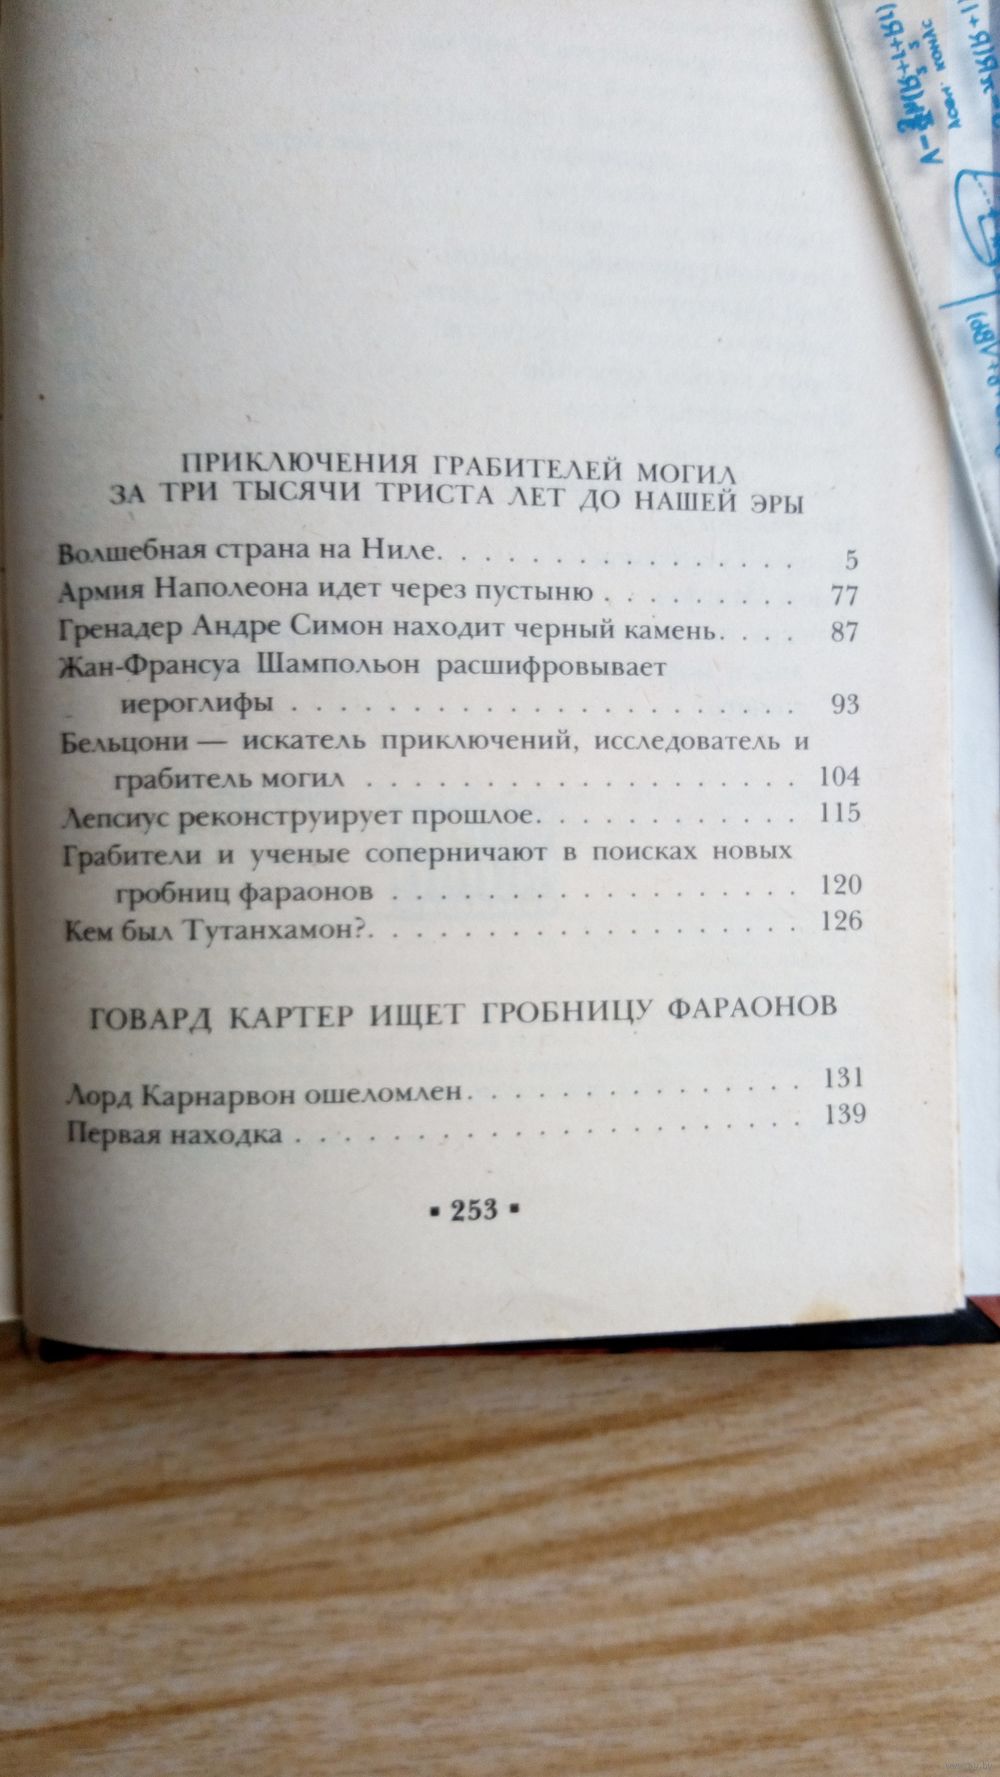 ПРИКЛЮЧЕНИЯ ГРАБИТЕЛЕЙ МОГИЛ
ЗА ТРИ ТЫСЯЧИ ТРИСТА ЛЕТ ДО НАШЕЙ ЭРЫ
Волшебная страна на Ниле. . . . . . . . . . . . . . . . 5
Армия Наполеона идет через пустыню . . . . . . . . . 77
Гренадер Андре Симон находит черный камень. . . . 87
Жан-Франсуа Шампольон расшифровывает
иероглифы . . . . . . . . . . . . . . . . . . . . . . 93
Бельцони — искатель приключений, исследователь и
грабитель могил . . . . . . . . . . . . . . . . . . . 104
Лепсиус реконструирует прошлое. . . . . . . . . . . . 115
Грабители и ученые соперничают в поисках новых
гробниц фараонов . . . . . . . . . . . . . . . . . . 120
Кем был Тутанхамон?. . . . . . . . . . . . . . . . . . . 126
ГОВАРД КАРТЕР ИЩЕТ ГРОБНИЦУ ФАРАОНОВ
Лорд Карнарвон ошеломлен. . . . . . . . . . . . . . . 131
Первая находка . . . . . . . . . . . . . . . . . . . . . . 139
▪ 253 ▪